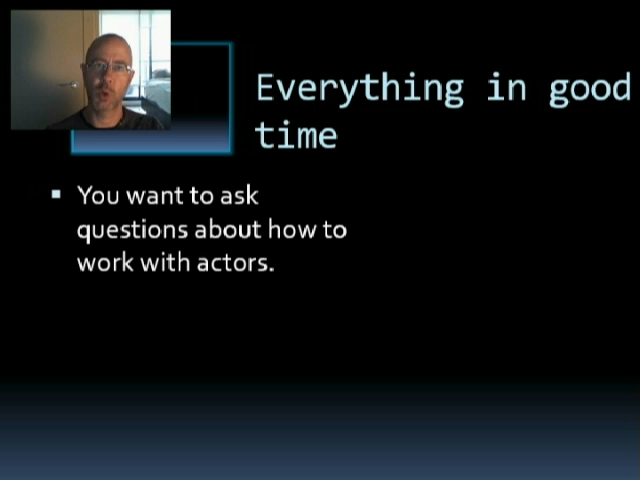 Everything in good
time
You want to ask
questions about how to
work with actors.